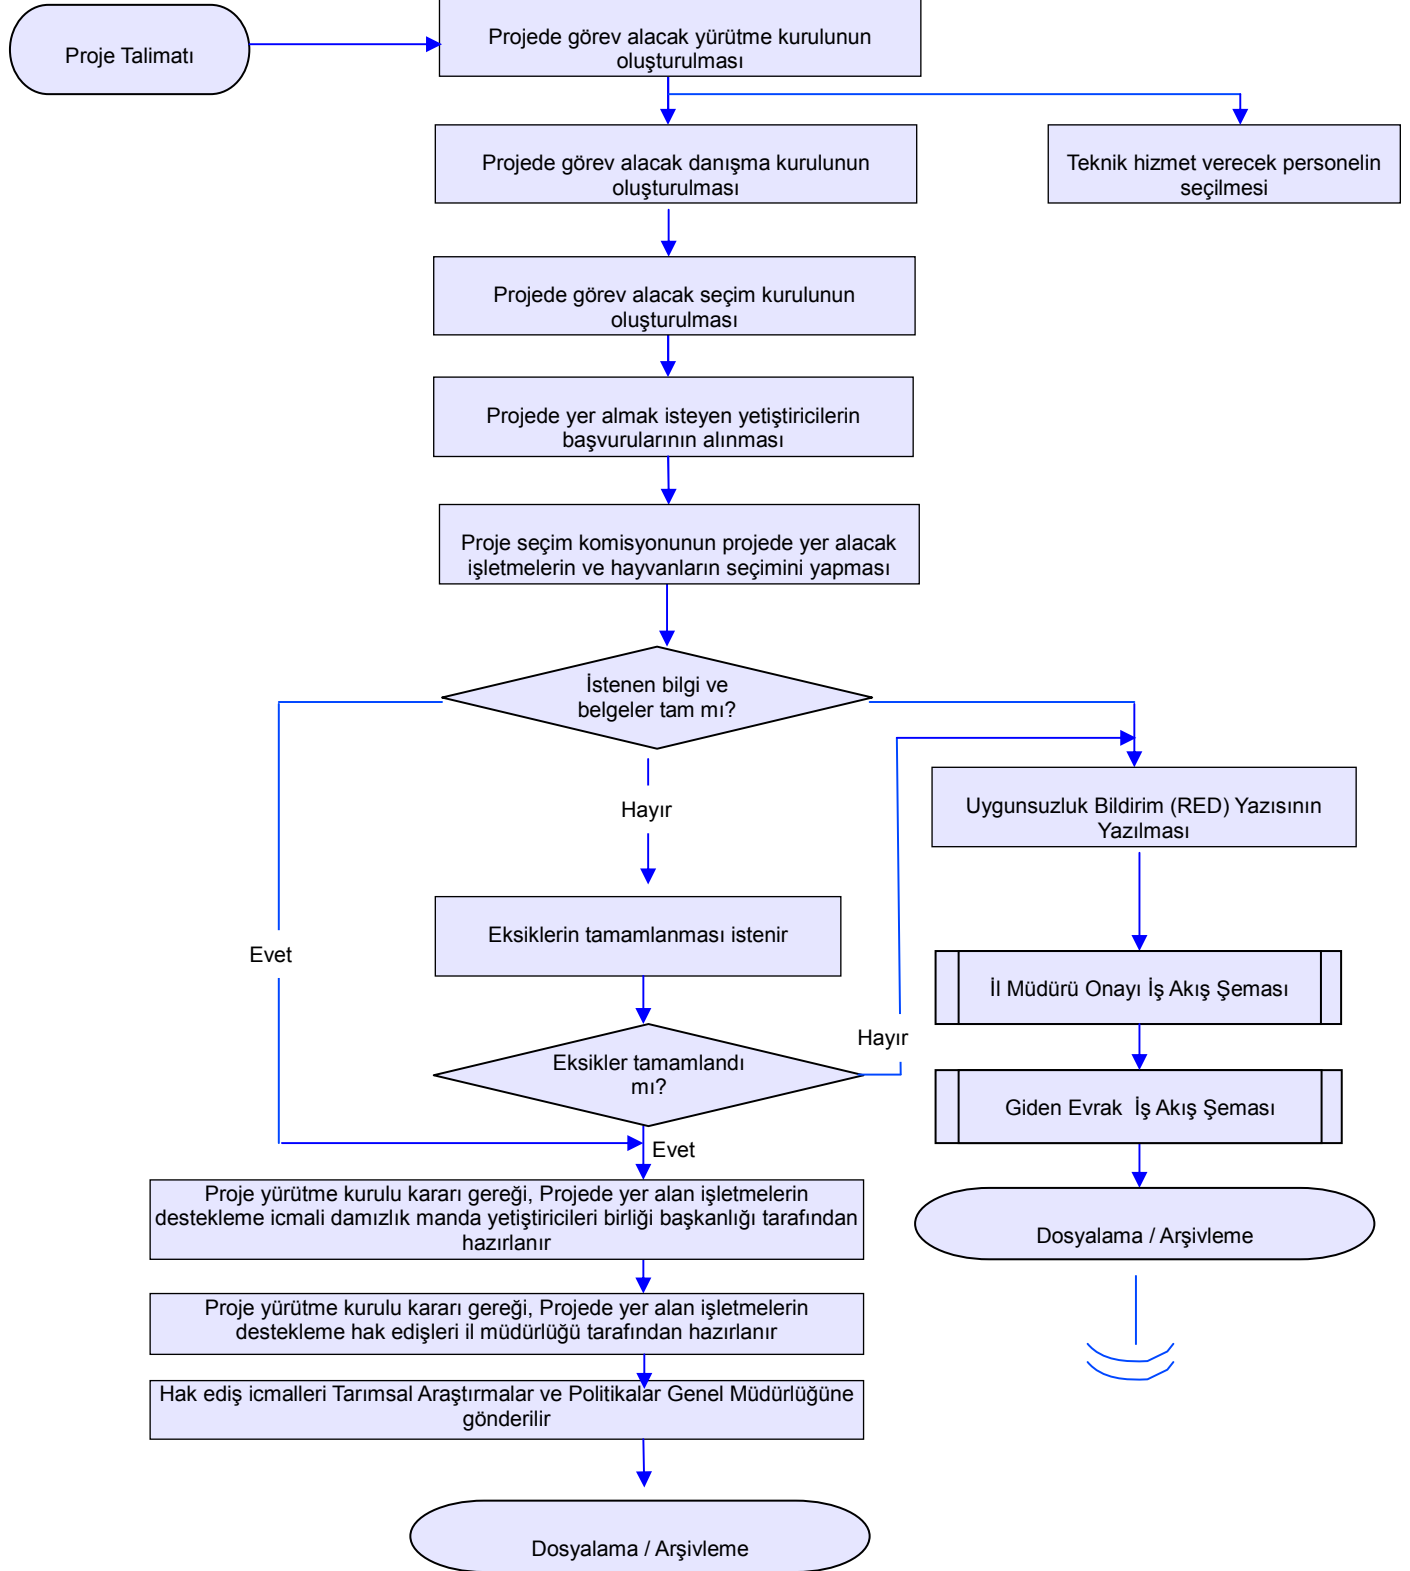 Proje Talimatı
Projede görev alacak yürütme kurulunun
oluşturulması
Projede görev alacak danışma kurulunun
oluşturulması
Teknik hizmet verecek personelin
seçilmesi
Projede görev alacak seçim kurulunun
oluşturulması
Projede yer almak isteyen yetiştiricilerin
başvurularının alınması
Proje seçim komisyonunun projede yer alacak
işletmelerin ve hayvanların seçimini yapması
İstenen bilgi ve
belgeler tam mı?
Hayır
Uygunsuzluk Bildirim (RED) Yazısının
Yazılması
Eksiklerin tamamlanması istenir
Evet
İl Müdürü Onayı İş Akış Şeması
Hayır
Eksikler tamamlandı
mı?
Giden Evrak İş Akış Şeması
Evet
Proje yürütme kurulu kararı gereği, Projede yer alan işletmelerin
destekleme icmali damızlık manda yetiştiricileri birliği başkanlığı tarafından
hazırlanır
Dosyalama / Arşivleme
Proje yürütme kurulu kararı gereği, Projede yer alan işletmelerin
destekleme hak edişleri il müdürlüğü tarafından hazırlanır
Hak ediş icmalleri Tarımsal Araştırmalar ve Politikalar Genel Müdürlüğüne
gönderilir
Dosyalama / Arşivleme